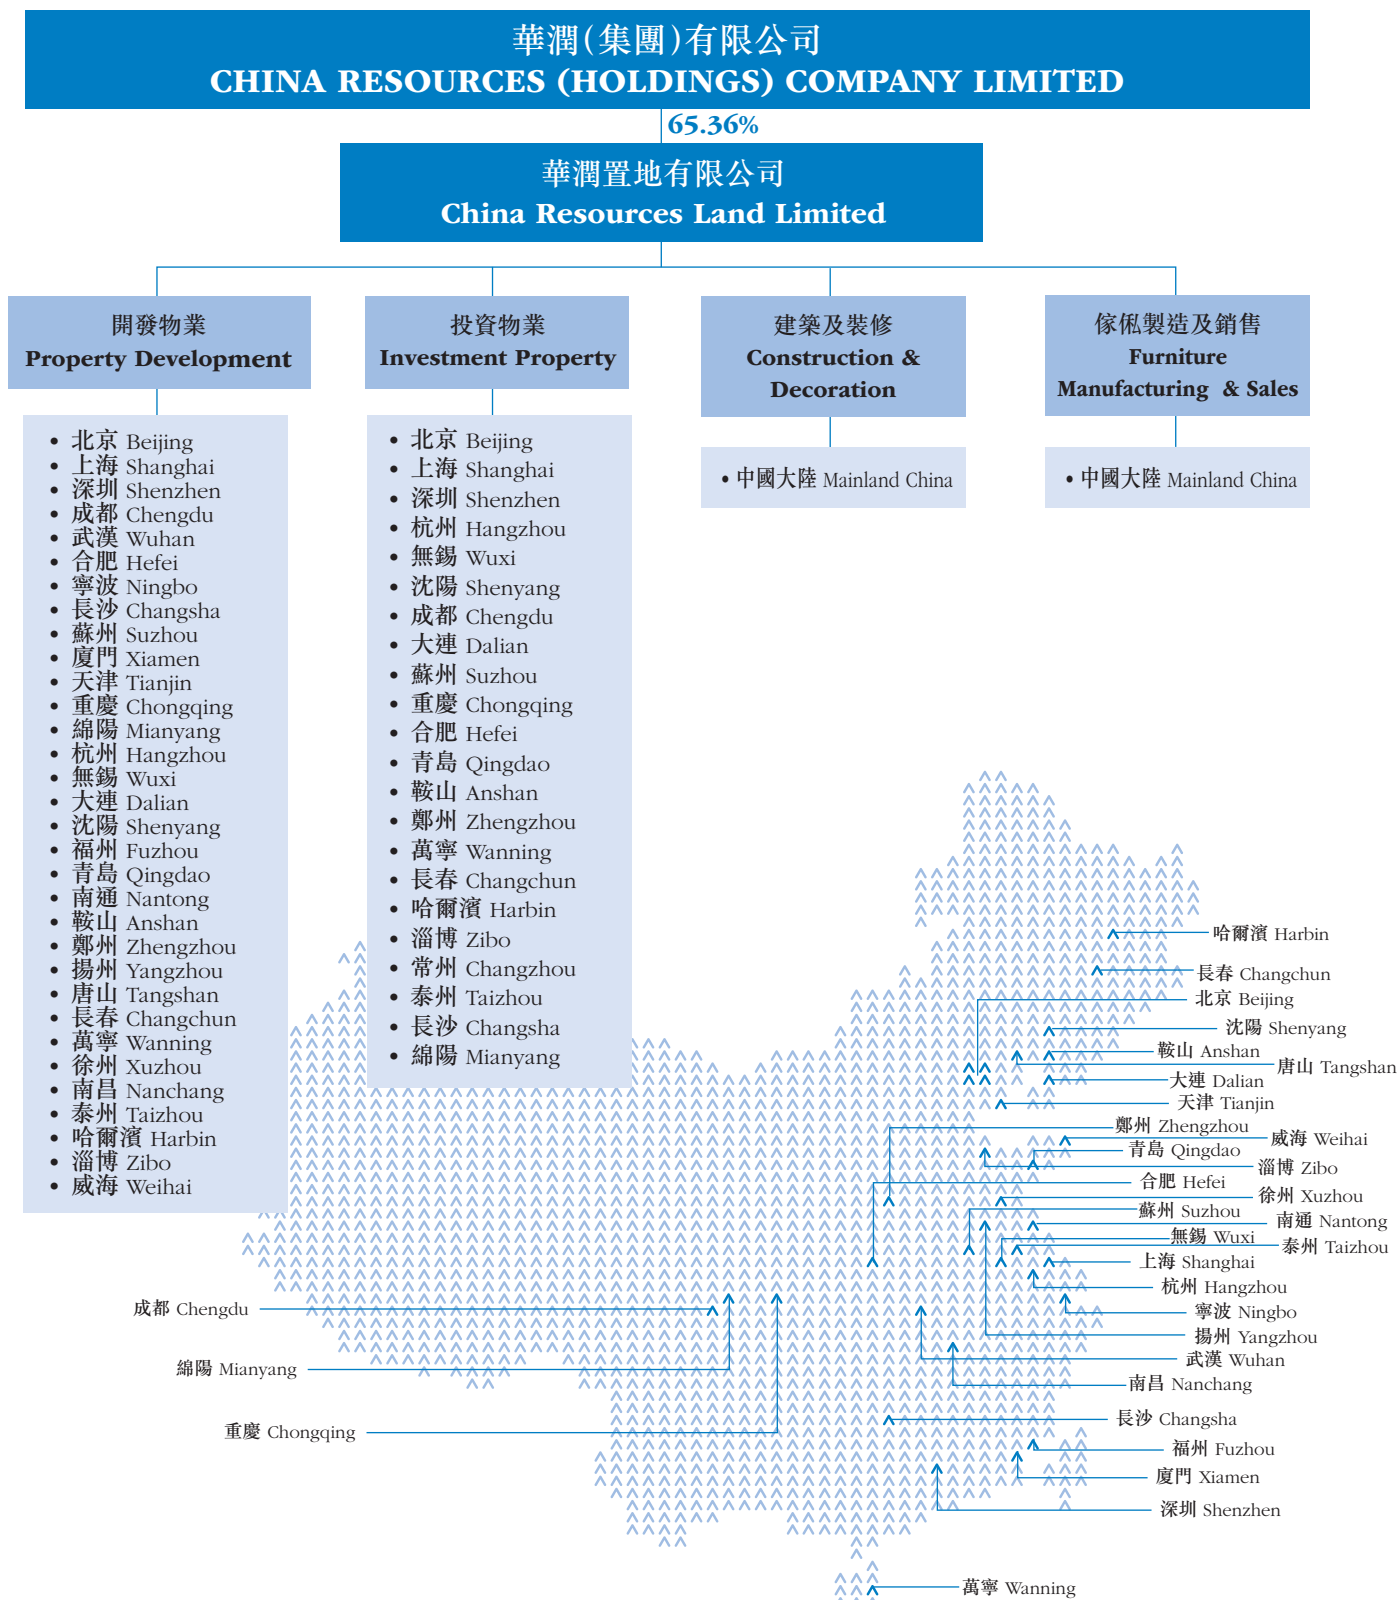 華潤(集團)有限公司
CHINA RESOURCES (HOLDINGS) COMPANY LIMITED
65.36%
華潤置地有限公司
China Resources Land Limited
開發物業
Property Development
投資物業
Investment Property
建築及裝修
Construction &
Decoration
傢俬製造及銷售
Furniture
Manufacturing & Sales
• 北京 Beijing
• 上海 Shanghai
• 深圳 Shenzhen
• 成都 Chengdu
• 武漢 Wuhan
• 合肥 Hefei
• 寧波 Ningbo
• 長沙 Changsha
• 蘇州 Suzhou
• 廈門 Xiamen
• 天津 Tianjin
• 重慶 Chongqing
• 綿陽 Mianyang
• 杭州 Hangzhou
• 無錫 Wuxi
• 大連 Dalian
• 沈陽 Shenyang
• 福州 Fuzhou
• 青島 Qingdao
• 南通 Nantong
• 鞍山 Anshan
• 鄭州 Zhengzhou
• 揚州 Yangzhou
• 唐山 Tangshan
• 長春 Changchun
• 萬寧 Wanning
• 徐州 Xuzhou
• 南昌 Nanchang
• 泰州 Taizhou
• 哈爾濱 Harbin
• 淄博 Zibo
• 威海 Weihai
• 北京 Beijing
• 上海 Shanghai
• 深圳 Shenzhen
• 杭州 Hangzhou
• 無錫 Wuxi
• 沈陽 Shenyang
• 成都 Chengdu
• 大連 Dalian
• 蘇州 Suzhou
• 重慶 Chongqing
• 合肥 Hefei
• 青島 Qingdao
• 鞍山 Anshan
• 鄭州 Zhengzhou
• 萬寧 Wanning
• 長春 Changchun
• 哈爾濱 Harbin
• 淄博 Zibo
• 常州 Changzhou
• 泰州 Taizhou
• 長沙 Changsha
• 綿陽 Mianyang
• 中國大陸 Mainland China
• 中國大陸 Mainland China
哈爾濱 Harbin
長春 Changchun
北京 Beijing
沈陽 Shenyang
鞍山 Anshan
唐山 Tangshan
大連 Dalian
天津 Tianjin
鄭州 Zhengzhou
威海 Weihai
青島 Qingdao
淄博 Zibo
合肥 Hefei
徐州 Xuzhou
蘇州 Suzhou
南通 Nantong
無錫 Wuxi
泰州 Taizhou
上海 Shanghai
杭州 Hangzhou
寧波 Ningbo
揚州 Yangzhou
武漢 Wuhan
南昌 Nanchang
長沙 Changsha
福州 Fuzhou
廈門 Xiamen
深圳 Shenzhen
萬寧 Wanning
成都 Chengdu
綿陽 Mianyang
重慶 Chongqing